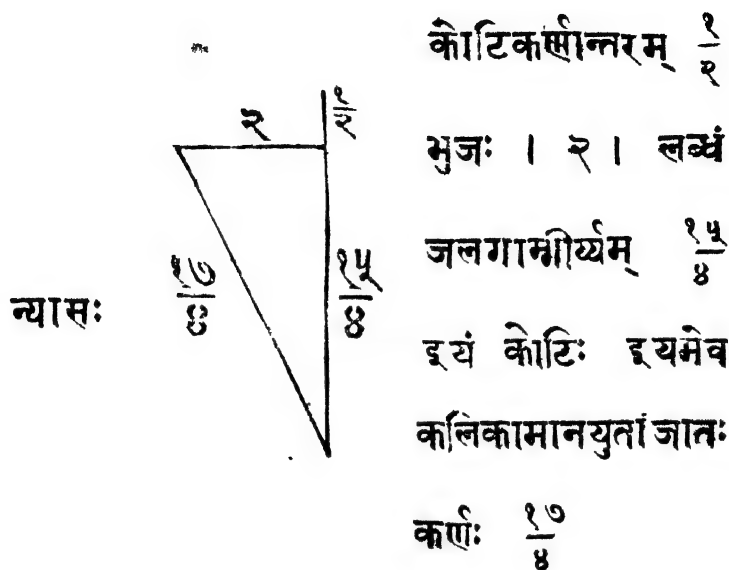 कोटिकर्णान्तरम् १/२
२
१/२
भुजः । २ । लब्धं
जलगाम्भीर्य्यम् १५/४
न्यासः
१७/४
१५/४
इयं कोटिः इयमेव
कलिकामानयुतां जातः
कर्णः १७/४